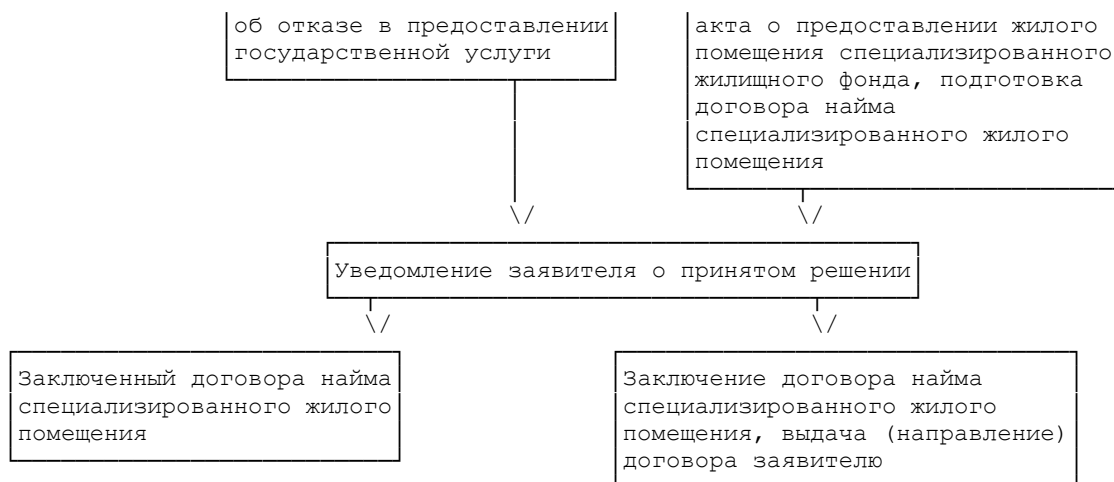 об отказе в предоставлении
государственной услуги
акта о предоставлении жилого
помещения специализированного
жилищного фонда, подготовка
договора найма
специализированного жилого
помещения
Уведомление заявителя о принятом решении
Заключенный договора найма
специализированного жилого
помещения
Заключение договора найма
специализированного жилого
помещения, выдача (направление)
договора заявителю